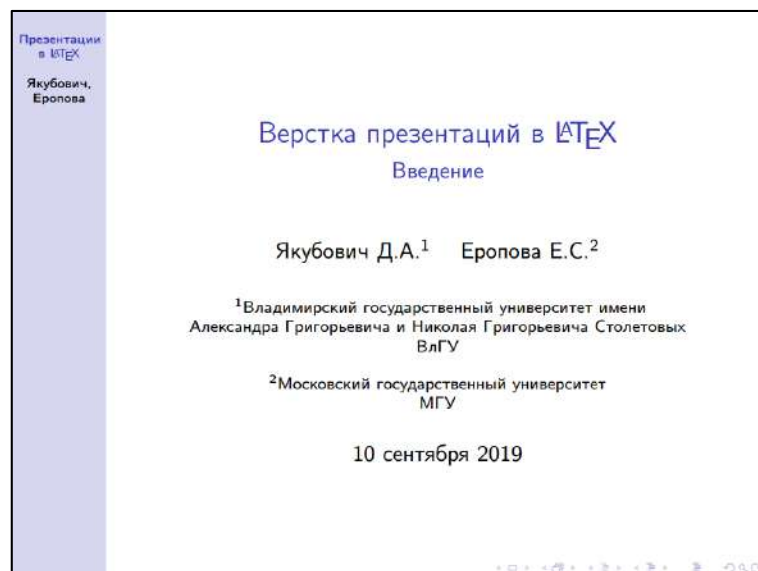 Презентации
в LATEX
Якубович,
Еропова
Верстка презентаций в LATEX
Введение
Якубович Д.А.¹ Еропова Е.С.²
¹Владимирский государственный университет имени
Александра Григорьевича и Николая Григорьевича Столетовых
ВлГУ
²Московский государственный университет
МГУ
10 сентября 2019